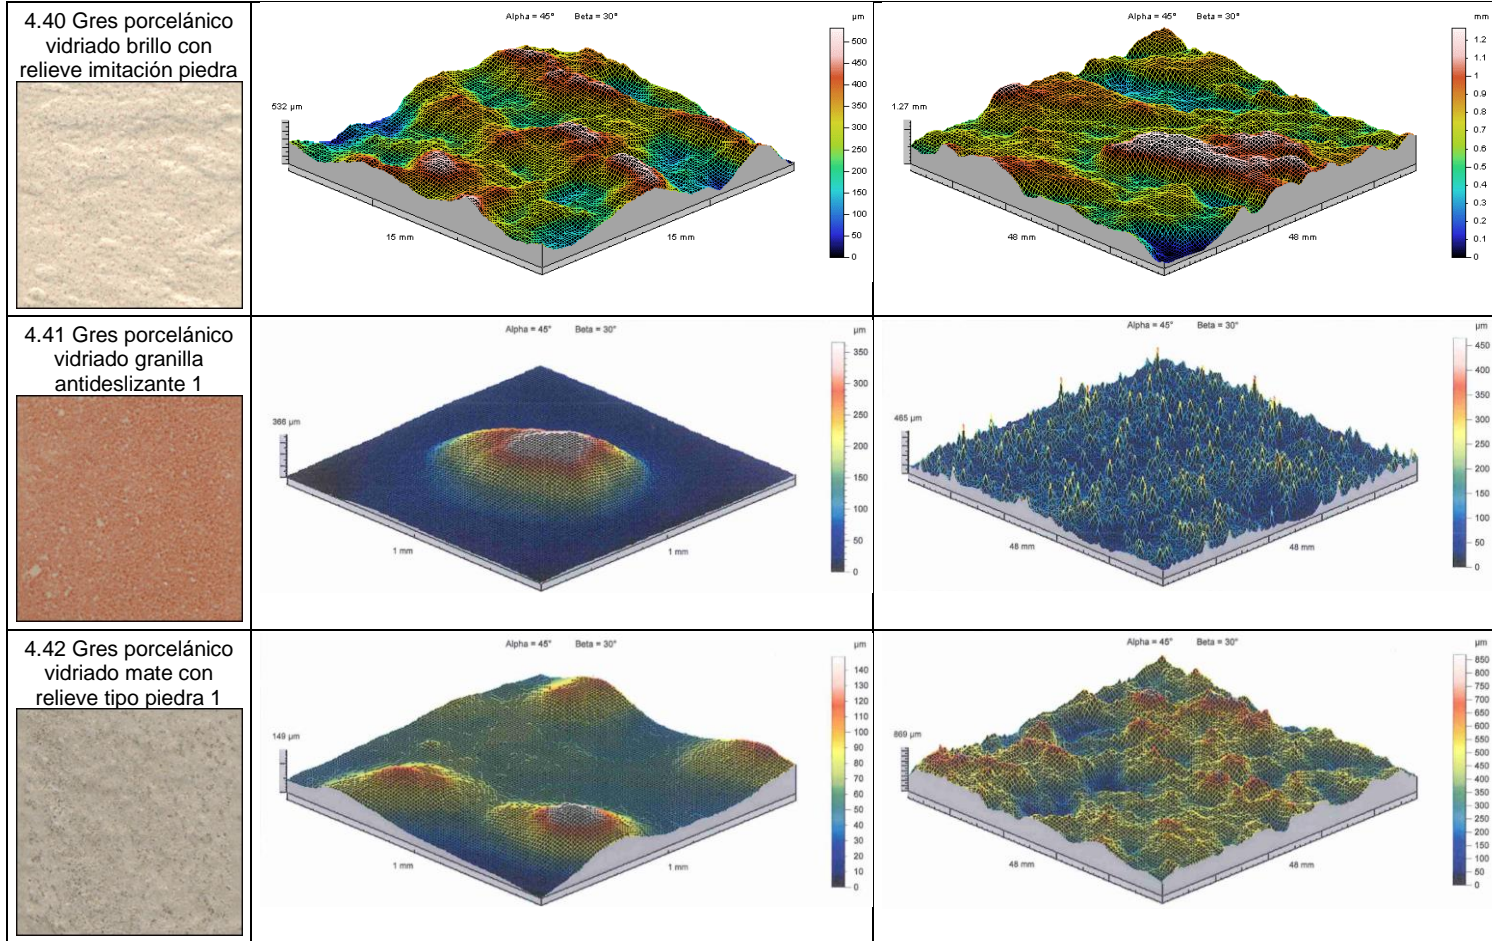 4.40 Gres porcelánico
vidriado brillo con
relieve imitación piedra
Alpha = 45° Beta = 30°
532 µm
15 mm
15 mm
µm
500
450
400
350
300
250
200
150
100
50
0
Alpha = 45° Beta = 30°
1.27 mm
48 mm
48 mm
mm
1.2
1.1
1
0.9
0.8
0.7
0.6
0.5
0.4
0.3
0.2
0.1
0
4.41 Gres porcelánico
vidriado granilla
antideslizante 1
Alpha = 45° Beta = 30°
366 µm
1 mm
1 mm
µm
350
300
250
200
150
100
50
0
Alpha = 45° Beta = 30°
465 µm
48 mm
48 mm
µm
450
400
350
300
250
200
150
100
50
0
4.42 Gres porcelánico
vidriado mate con
relieve tipo piedra 1
Alpha = 45° Beta = 30°
149 µm
1 mm
1 mm
µm
140
130
120
110
100
90
80
70
60
50
40
30
20
10
0
Alpha = 45° Beta = 30°
869 µm
48 mm
48 mm
µm
850
800
750
700
650
600
550
500
450
400
350
300
250
200
150
100
50
0